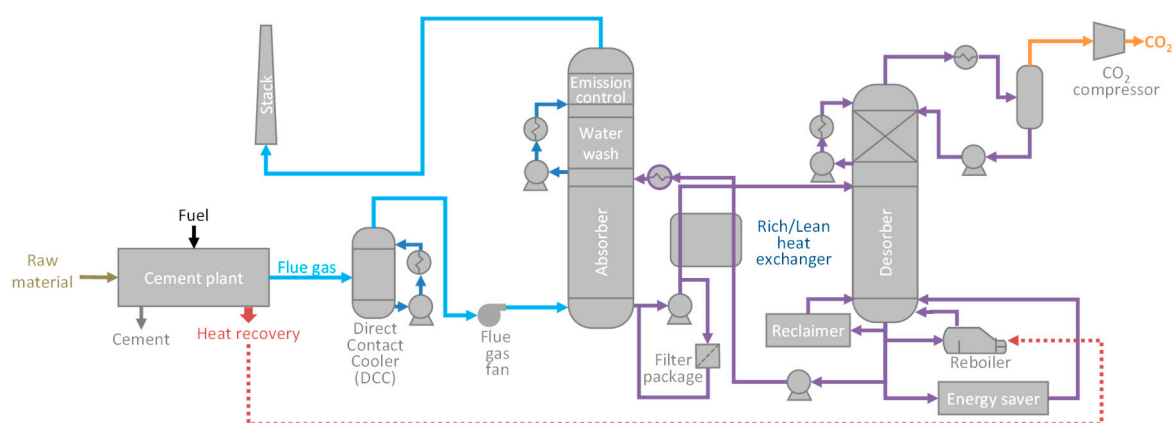 Stack
Emission
control
Water
wash
Absorber
CO₂
CO₂
compressor
Fuel
Raw
material
Cement plant
Flue gas
Cement
Heat recovery
Direct
Contact
Cooler
(DCC)
Flue
gas
fan
Rich/Lean
heat
exchanger
Filter
package
Desorber
Reclaimer
Reboiler
Energy saver